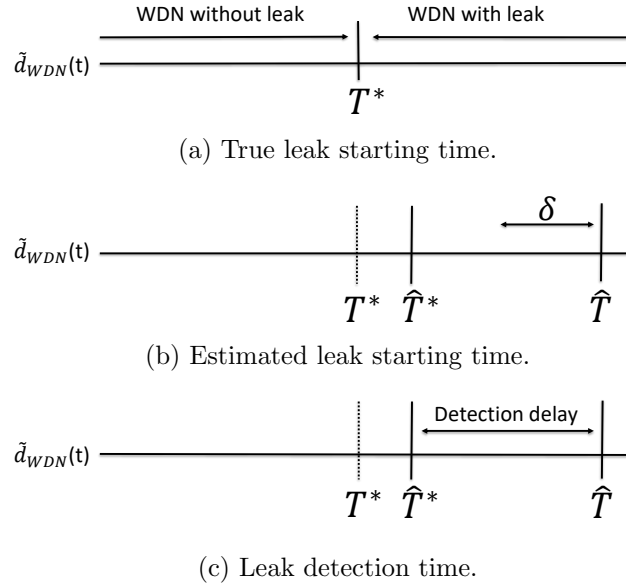 WDN without leak WDN with leak
d̃_WDN(t)
T*
(a) True leak starting time.
δ
d̃_WDN(t)
T* T̂* T̂
(b) Estimated leak starting time.
Detection delay
d̃_WDN(t)
T* T̂* T̂
(c) Leak detection time.